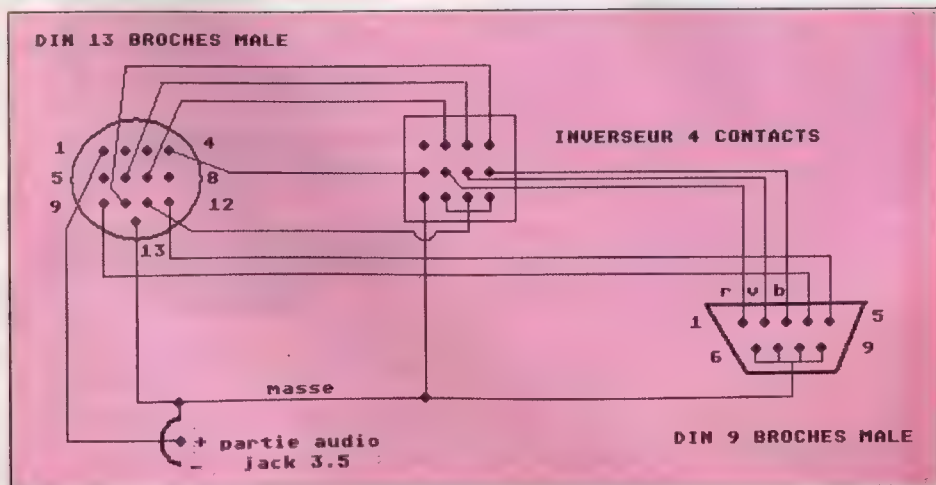 DIN 13 BROCHES MALE
INVERSEUR 4 CONTACTS
1
4
5
8
9
12
13
r v b
1
5
6
9
masse
+ partie audio
- jack 3.5
DIN 9 BROCHES MALE